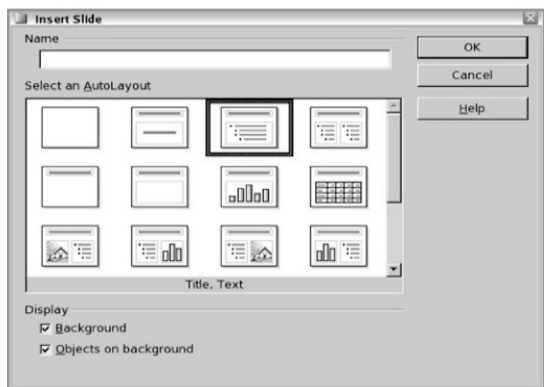 Insert Slide
Name
OK
Cancel
Help
Select an AutoLayout
Title, Text
Display
Background
Objects on background